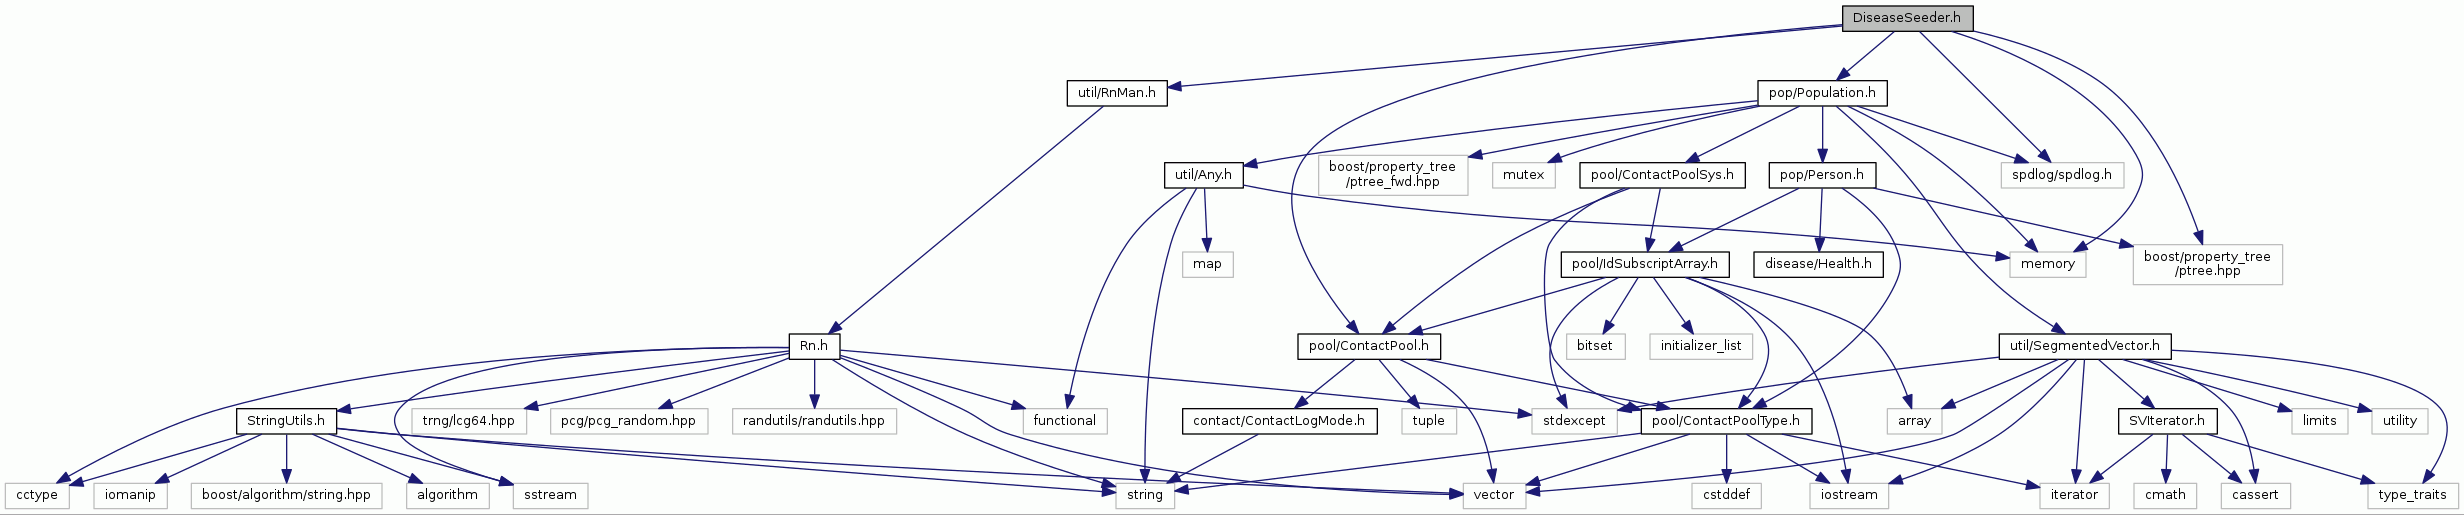 DiseaseSeeder.h
util/RnMan.h
pop/Population.h
util/Any.h
boost/property_tree
/ptree_fwd.hpp
mutex
pool/ContactPoolSys.h
pop/Person.h
spdlog/spdlog.h
map
pool/IdSubscriptArray.h
disease/Health.h
memory
boost/property_tree
/ptree.hpp
Rn.h
pool/ContactPool.h
bitset
initializer_list
util/SegmentedVector.h
StringUtils.h
trng/lcg64.hpp
pcg/pcg_random.hpp
randutils/randutils.hpp
functional
contact/ContactLogMode.h
tuple
stdexcept
pool/ContactPoolType.h
array
SVIterator.h
limits
utility
cctype
iomanip
boost/algorithm/string.hpp
algorithm
sstream
string
vector
cstddef
iostream
iterator
cmath
cassert
type_traits